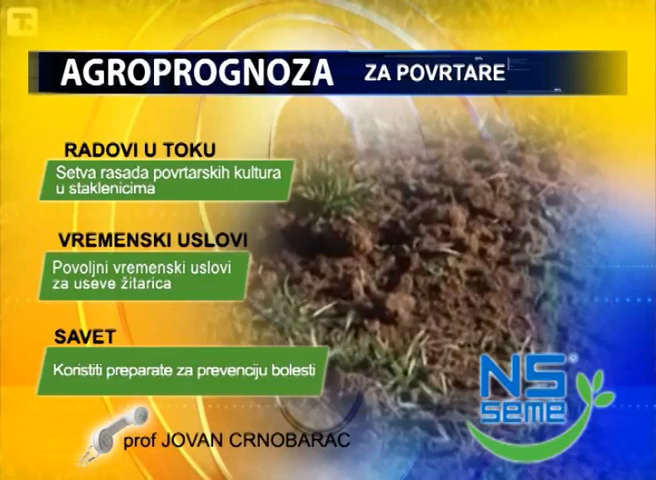 AGROPROGNOZA ZA POVRTARE
RADOVI U TOKU
Setva rasada povrtarskih kultura
u staklenicima
VREMENSKI USLOVI
Povoljni vremenski uslovi
za useve žitarica
SAVET
Koristiti preparate za prevenciju bolesti
prof JOVAN CRNOBARAC
NS®
seme